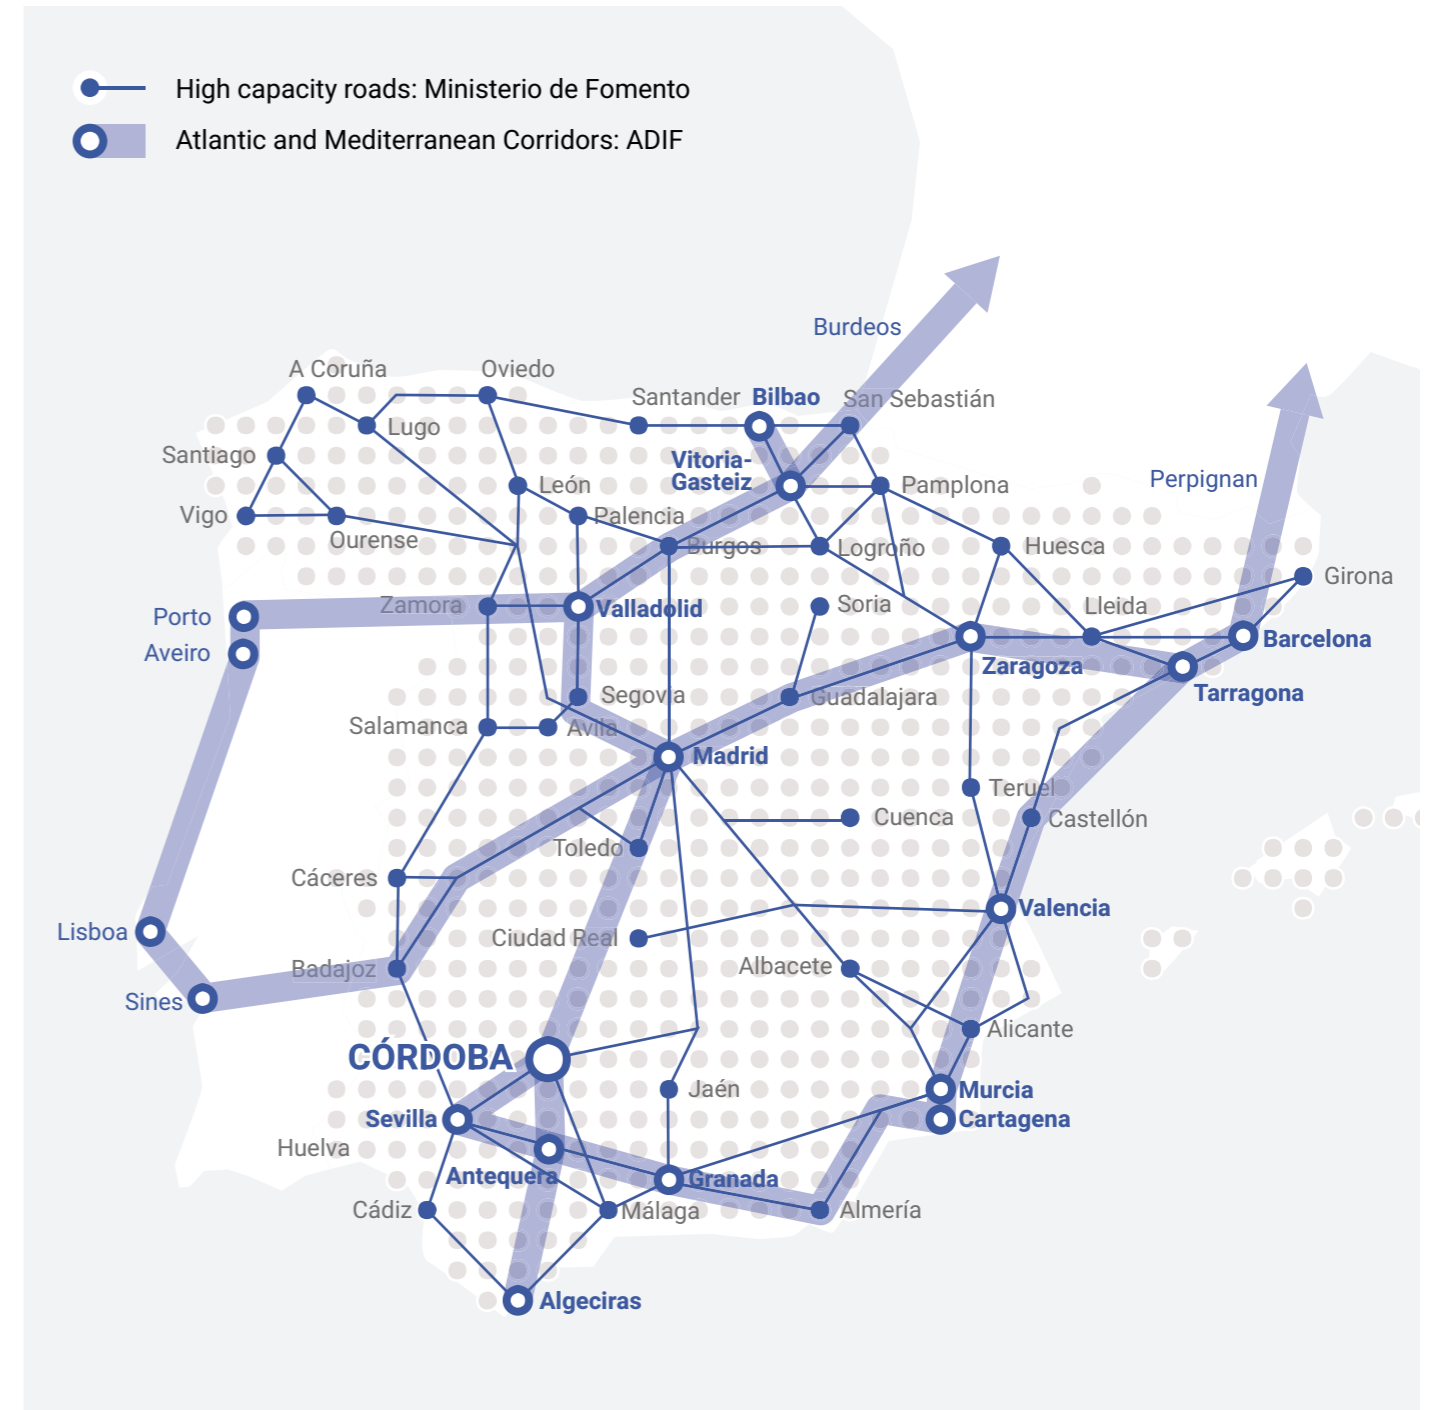 High capacity roads: Ministerio de Fomento
Atlantic and Mediterranean Corridors: ADIF
Burdeos
A Coruña
Oviedo
Santander
Bilbao
San Sebastián
Lugo
Santiago
Vitoria-
Gasteiz
León
Pamplona
Perpignan
Vigo
Palencia
Ourense
Burgos
Logroño
Huesca
Girona
Zamora
Valladolid
Soria
Lleida
Porto
Aveiro
Barcelona
Zaragoza
Tarragona
Segovia
Guadalajara
Salamanca
Avila
Madrid
Teruel
Cuenca
Castellón
Toledo
Cáceres
Valencia
Lisboa
Ciudad Real
Albacete
Badajoz
Sines
Alicante
CÓRDOBA
Jaén
Murcia
Sevilla
Cartagena
Huelva
Antequera
Granada
Cádiz
Málaga
Almería
Algeciras